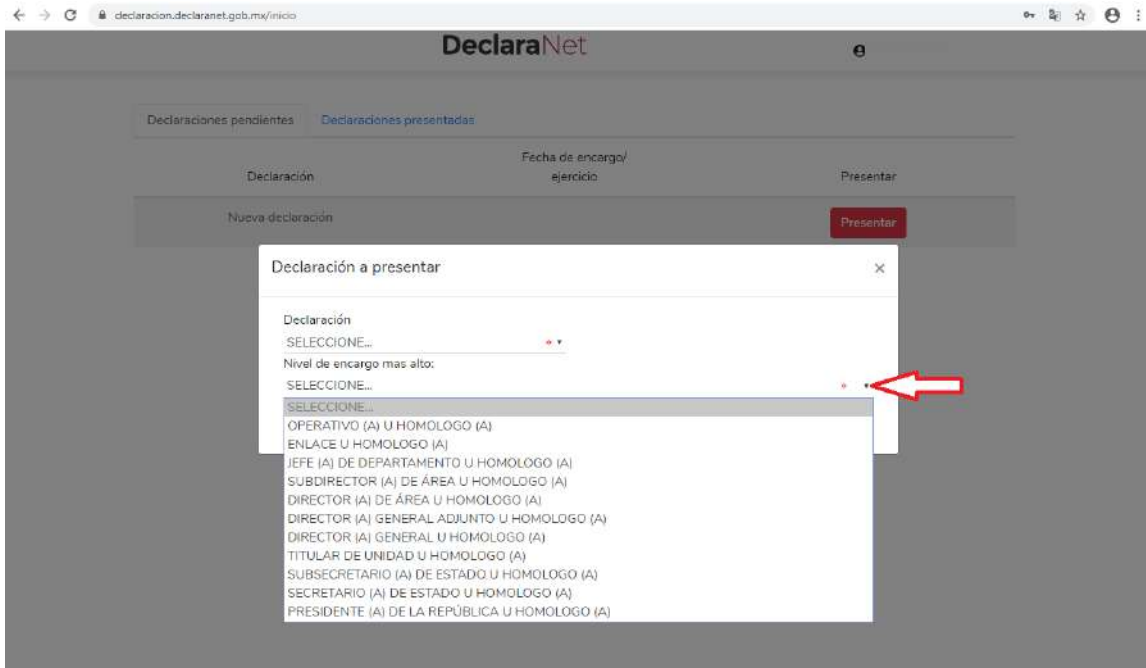 declaracion.declaranet.gob.mx/inicio
DeclaraNet
Declaraciones pendientes Declaraciones presentadas
Declaración Fecha de encargo/ ejercicio Presentar
Nueva declaración Presentar
Declaración a presentar ×
Declaración
SELECCIONE...
Nivel de encargo mas alto:
SELECCIONE...
SELECCIONE...
OPERATIVO (A) U HOMOLOGO (A)
ENLACE U HOMOLOGO (A)
JEFE (A) DE DEPARTAMENTO U HOMOLOGO (A)
SUBDIRECTOR (A) DE ÁREA U HOMOLOGO (A)
DIRECTOR (A) DE ÁREA U HOMOLOGO (A)
DIRECTOR (A) GENERAL ADJUNTO U HOMOLOGO (A)
DIRECTOR (A) GENERAL U HOMOLOGO (A)
TITULAR DE UNIDAD U HOMOLOGO (A)
SUBSECRETARIO (A) DE ESTADO U HOMOLOGO (A)
SECRETARIO (A) DE ESTADO U HOMOLOGO (A)
PRESIDENTE (A) DE LA REPÚBLICA U HOMOLOGO (A)